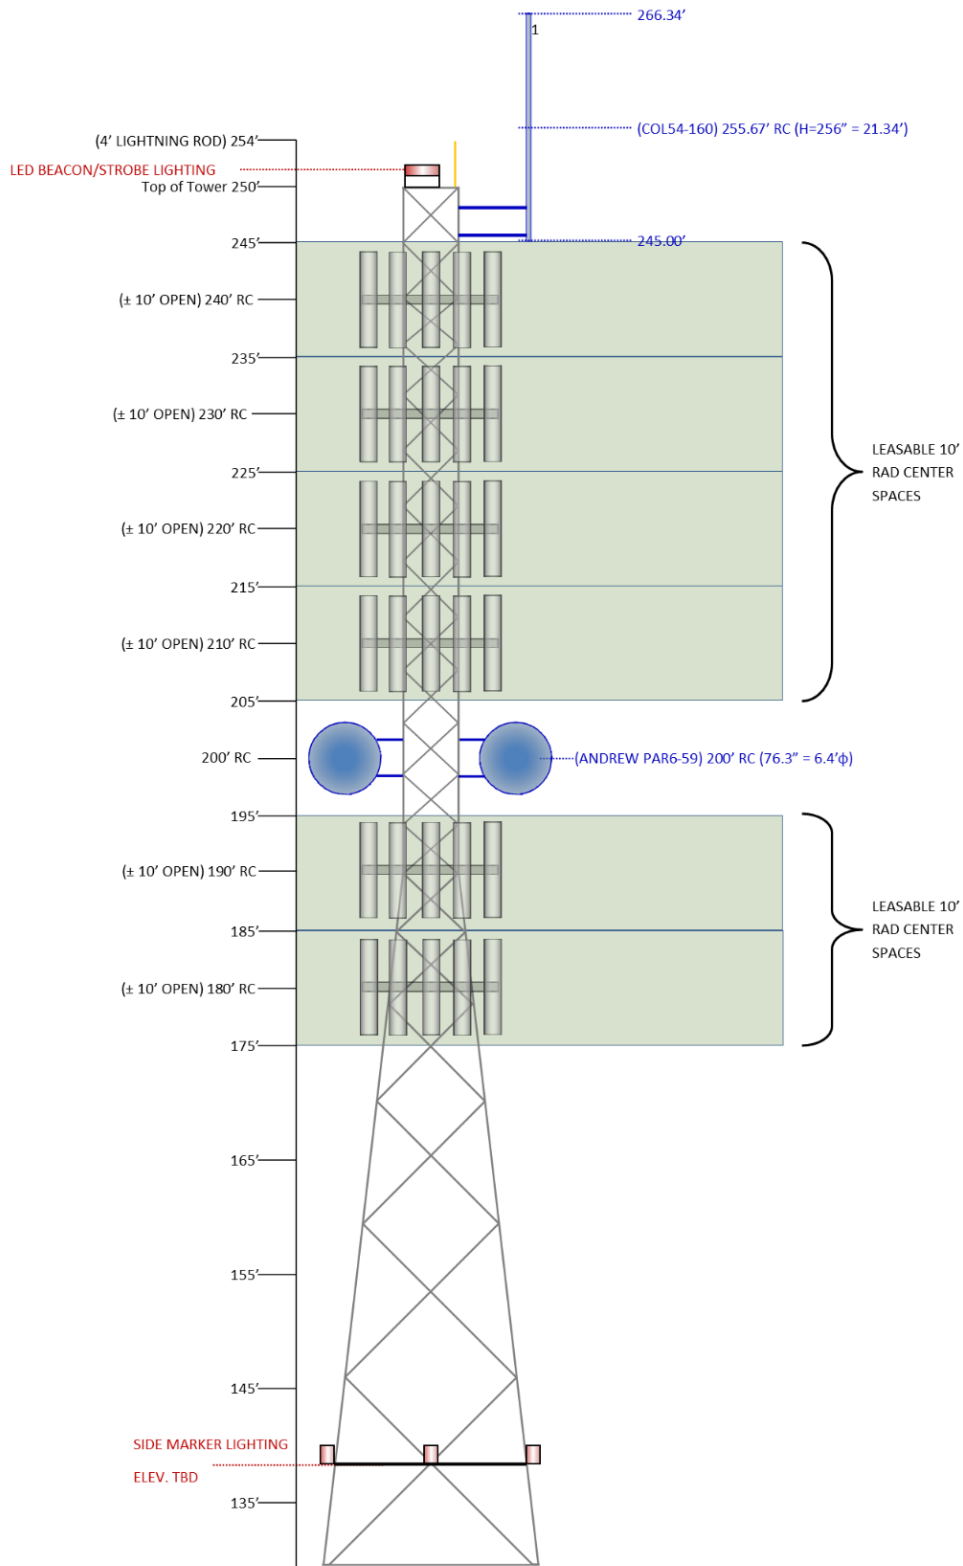 266.34’
1
(COL54-160) 255.67’ RC (H=256” = 21.34’)
(4’ LIGHTNING ROD) 254’
LED BEACON/STROBE LIGHTING
Top of Tower 250’
245.00’
245’
(± 10’ OPEN) 240’ RC
235’
(± 10’ OPEN) 230’ RC
LEASABLE 10’
RAD CENTER
SPACES
225’
(± 10’ OPEN) 220’ RC
215’
(± 10’ OPEN) 210’ RC
205’
200’ RC
(ANDREW PAR6-59) 200’ RC (76.3” = 6.4’ϕ)
195’
(± 10’ OPEN) 190’ RC
LEASABLE 10’
RAD CENTER
SPACES
185’
(± 10’ OPEN) 180’ RC
175’
165’
155’
145’
SIDE MARKER LIGHTING
ELEV. TBD
135’